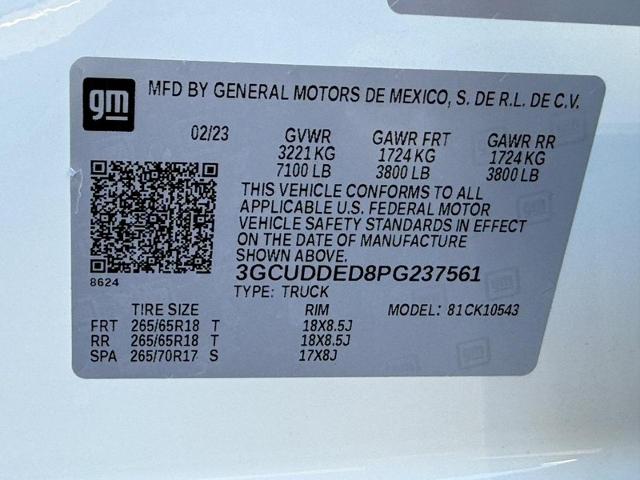 gm
MFD BY GENERAL MOTORS DE MEXICO, S. DE R.L. DE C.V.
02/23 GVWR GAWR FRT GAWR RR
3221 KG 1724 KG 1724 KG
7100 LB 3800 LB 3800 LB
THIS VEHICLE CONFORMS TO ALL
APPLICABLE U.S. FEDERAL MOTOR
VEHICLE SAFETY STANDARDS IN EFFECT
ON THE DATE OF MANUFACTURE
SHOWN ABOVE.
3GCUDDED8PG237561
8624
TYPE: TRUCK
TIRE SIZE RIM MODEL: 81CK10543
FRT 265/65R18 T 18X8.5J
RR 265/65R18 T 18X8.5J
SPA 265/70R17 S 17X8J